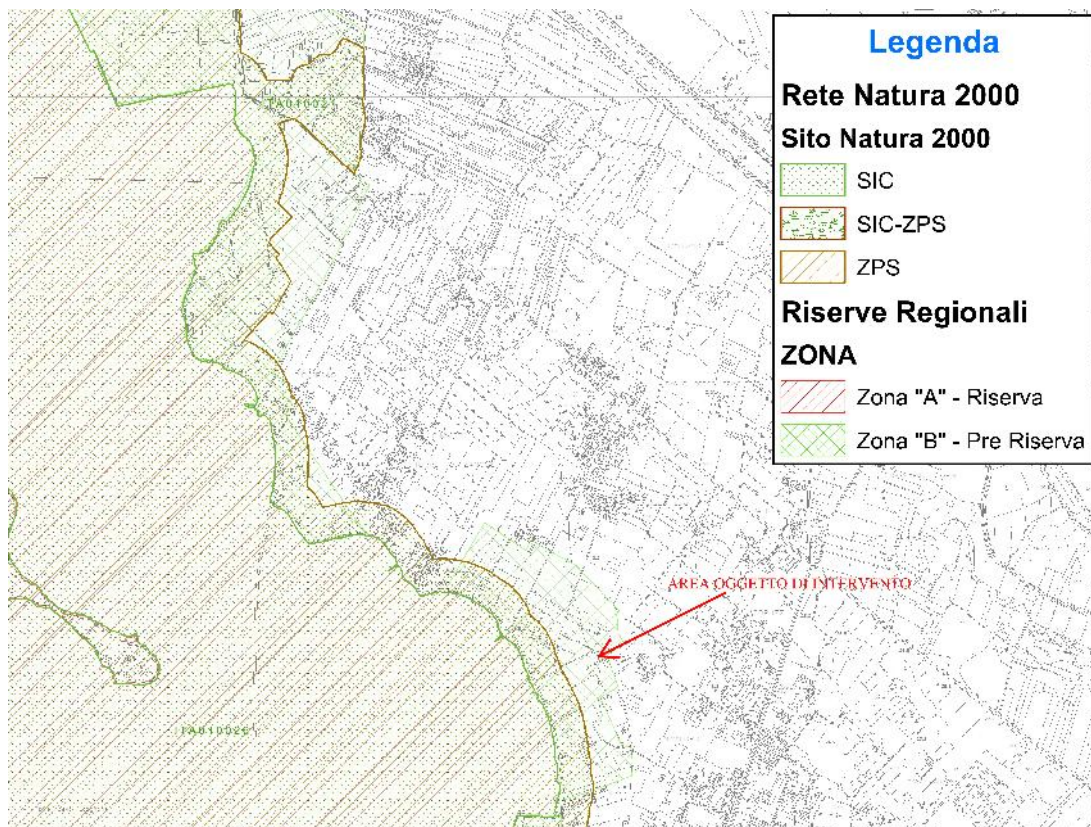 Legenda
Rete Natura 2000
Sito Natura 2000
SIC
SIC-ZPS
ZPS
Riserve Regionali
ZONA
Zona "A" - Riserva
Zona "B" - Pre Riserva
AREA OGGETTO DI INTERVENTO